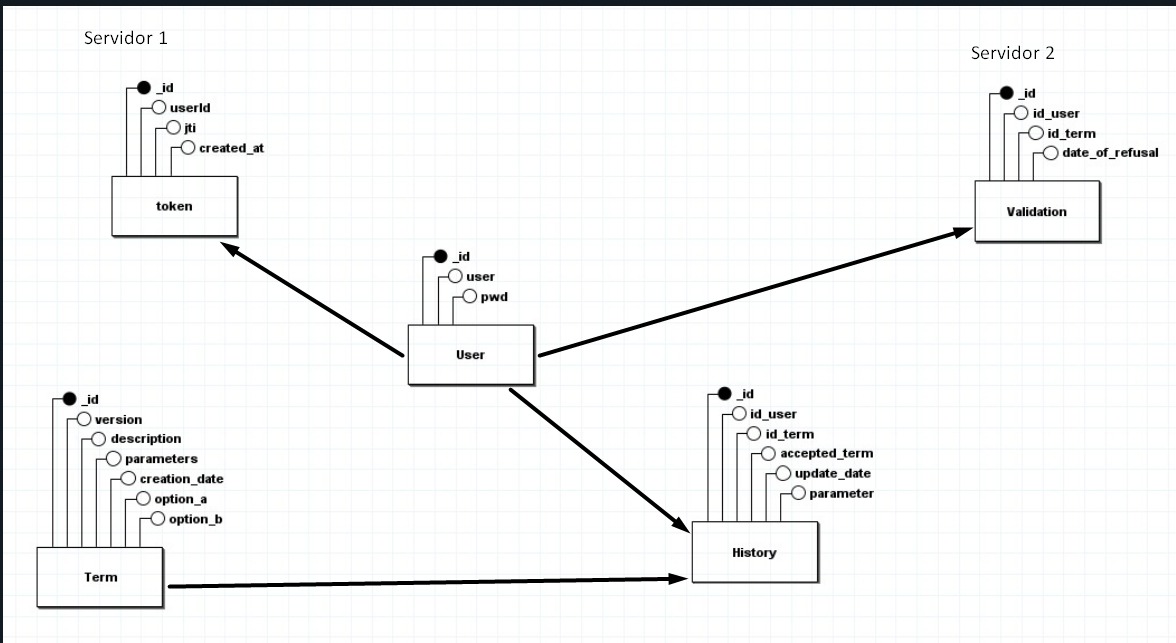 Servidor 1
Servidor 2
_id
userId
jti
created_at
token
_id
id_user
id_term
date_of_refusal
Validation
_id
user
pwd
User
_id
version
description
parameters
creation_date
option_a
option_b
Term
_id
id_user
id_term
accepted_term
update_date
parameter
History